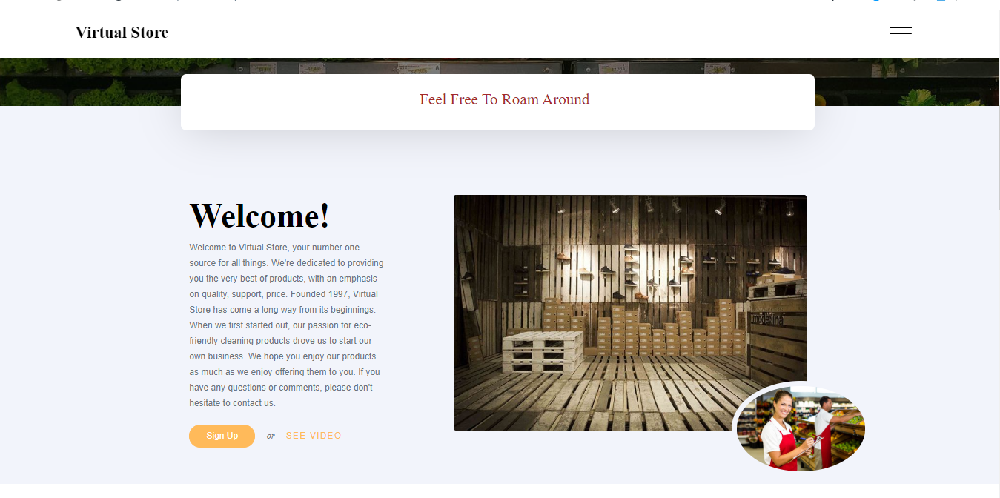 Virtual Store
Feel Free To Roam Around
Welcome!
Welcome to Virtual Store, your number one
source for all things. We're dedicated to providing
you the very best of products, with an emphasis
on quality, support, price. Founded 1997, Virtual
Store has come a long way from its beginnings.
When we first started out, our passion for eco-
friendly cleaning products drove us to start our
own business. We hope you enjoy our products
as much as we enjoy offering them to you. If you
have any questions or comments, please don't
hesitate to contact us.
Sign Up or SEE VIDEO